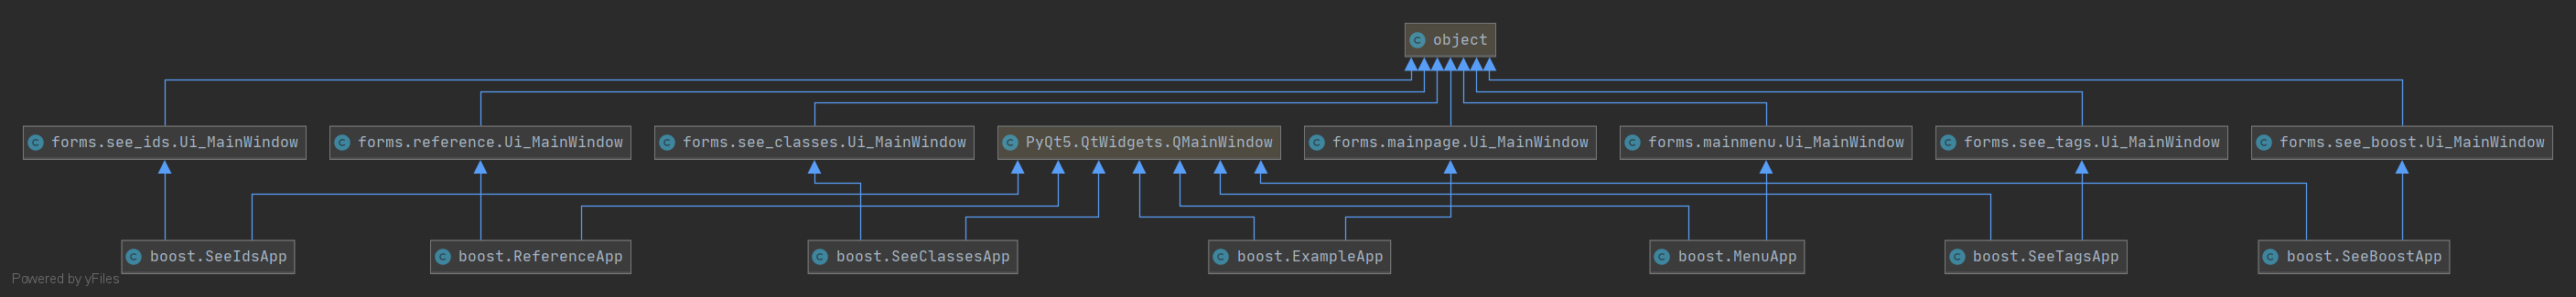 object
forms.see_ids.Ui_MainWindow
forms.reference.Ui_MainWindow
forms.see_classes.Ui_MainWindow
PyQt5.QtWidgets.QMainWindow
forms.mainpage.Ui_MainWindow
forms.mainmenu.Ui_MainWindow
forms.see_tags.Ui_MainWindow
forms.see_boost.Ui_MainWindow
boost.SeeIdsApp
boost.ReferenceApp
boost.SeeClassesApp
boost.ExampleApp
boost.MenuApp
boost.SeeTagsApp
boost.SeeBoostApp
Powered by yFiles